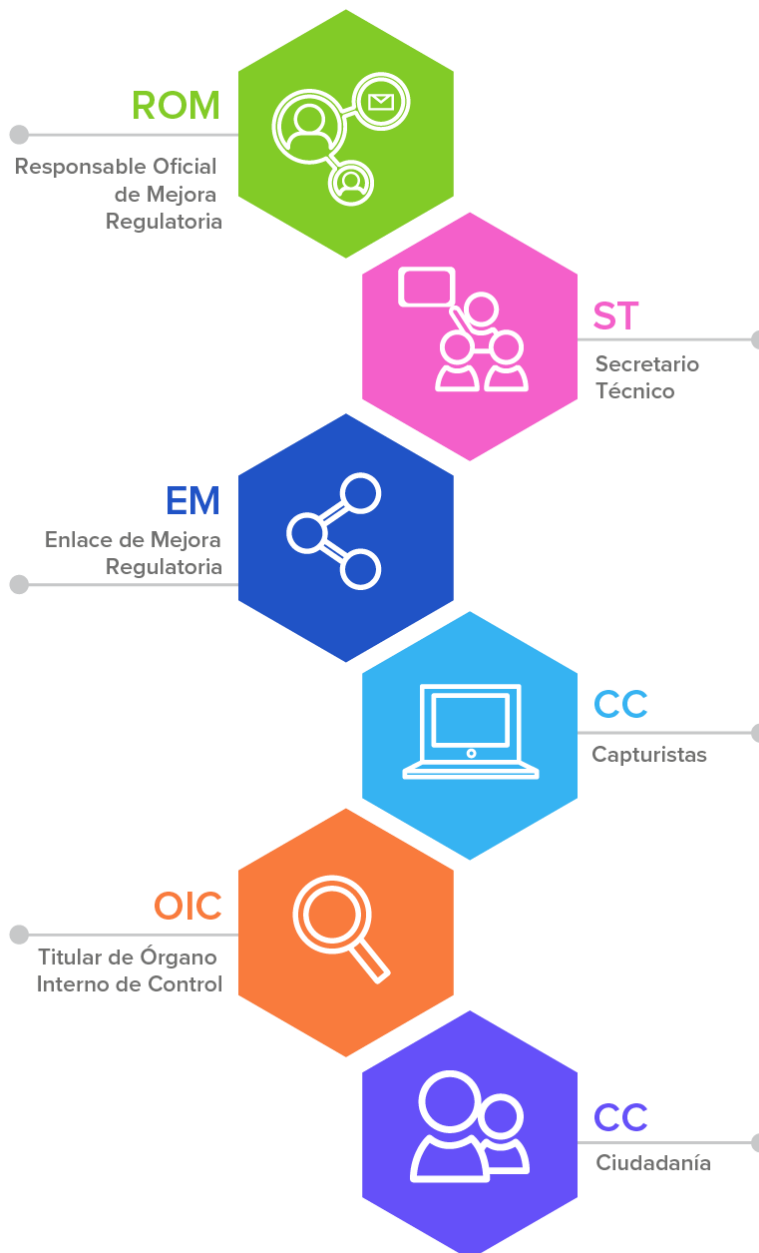 ROM
Responsable Oficial
de Mejora
Regulatoria
ST
Secretario
Técnico
EM
Enlace de Mejora
Regulatoria
CC
Capturistas
OIC
Titular de Órgano
Interno de Control
CC
Ciudadanía